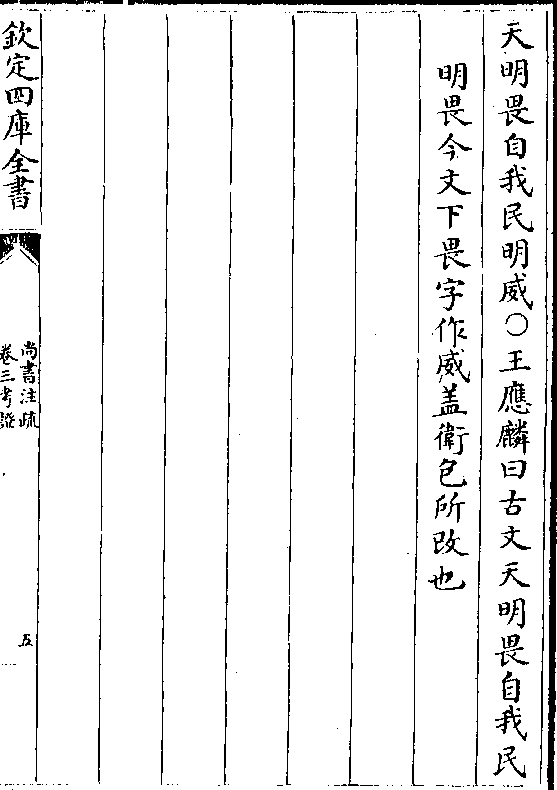 天明畏自我民明威○王應麟曰古文天明畏自我民
明畏今文下畏字作威蓋衛包所改也
欽定四庫全書
尚書注疏
卷三考證
五